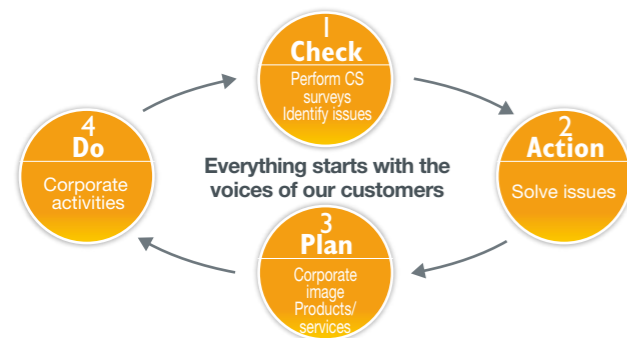 1
Check
Perform CS
surveys
Identify issues
2
Action
Solve issues
3
Plan
Corporate
image
Products/
services
4
Do
Corporate
activities
Everything starts with the
voices of our customers